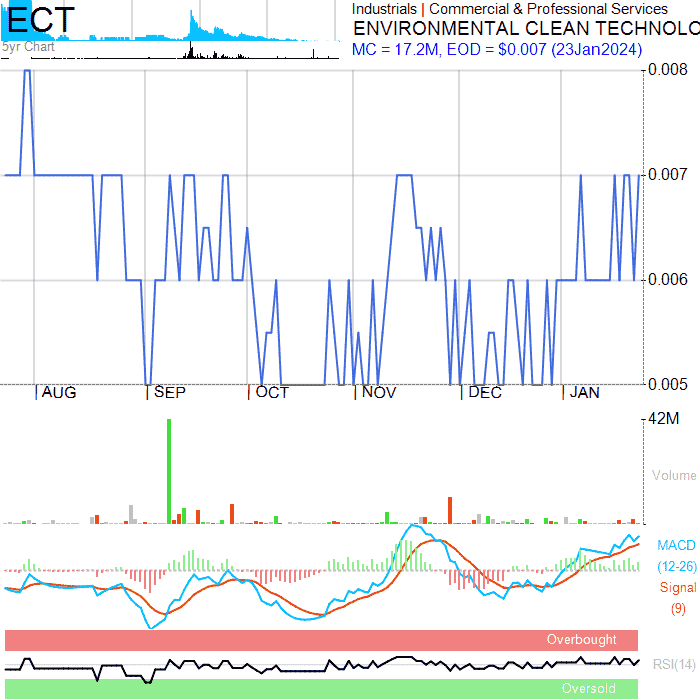 ECT
5yr Chart
Industrials | Commercial & Professional Services
ENVIRONMENTAL CLEAN TECHNOLO
MC = 17.2M, EOD = $0.007 (23Jan2024)
0.008
0.007
0.006
0.005
AUG SEP OCT NOV DEC JAN
42M
Volume
MACD
(12-26)
Signal
(9)
Overbought
RSI(14)
Oversold